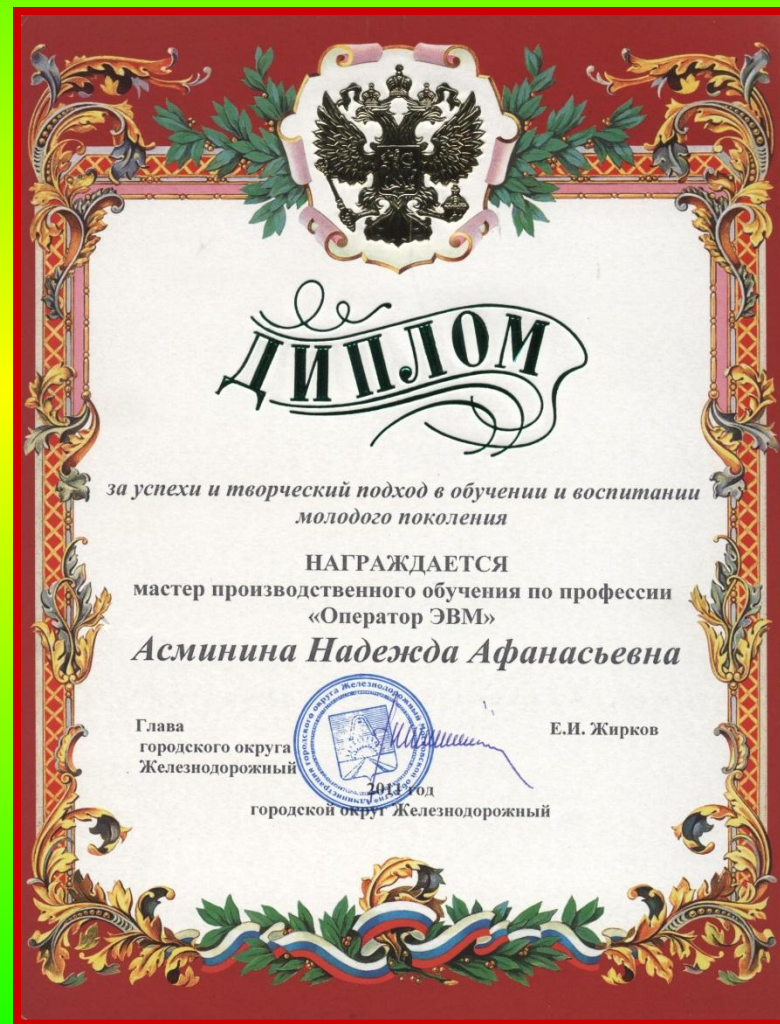 ДИПЛОМ
за успехи и творческий подход в обучении и воспитании
молодого поколения
НАГРАЖДАЕТСЯ
мастер производственного обучения по профессии
«Оператор ЭВМ»
Асминина Надежда Афанасьевна
Глава
городского округа
Железнодорожный
Е.И. Жирков
год
городской округ Железнодорожный